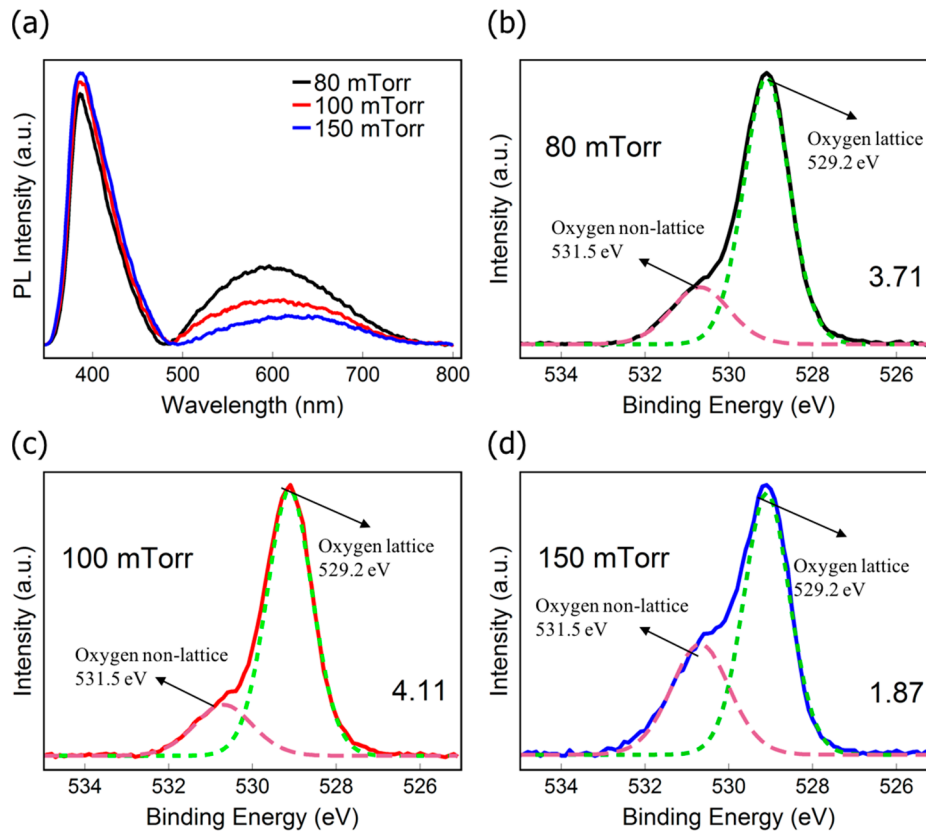 (a)
PL Intensity (a.u.)
80 mTorr
100 mTorr
150 mTorr
400 500 600 700 800
Wavelength (nm)
(b)
Intensity (a.u.)
80 mTorr
Oxygen lattice
529.2 eV
Oxygen non-lattice
531.5 eV
3.71
534 532 530 528 526
Binding Energy (eV)
(c)
Intensity (a.u.)
100 mTorr
Oxygen lattice
529.2 eV
Oxygen non-lattice
531.5 eV
4.11
534 532 530 528 526
Binding Energy (eV)
(d)
Intensity (a.u.)
150 mTorr
Oxygen lattice
529.2 eV
Oxygen non-lattice
531.5 eV
1.87
534 532 530 528 526
Binding Energy (eV)